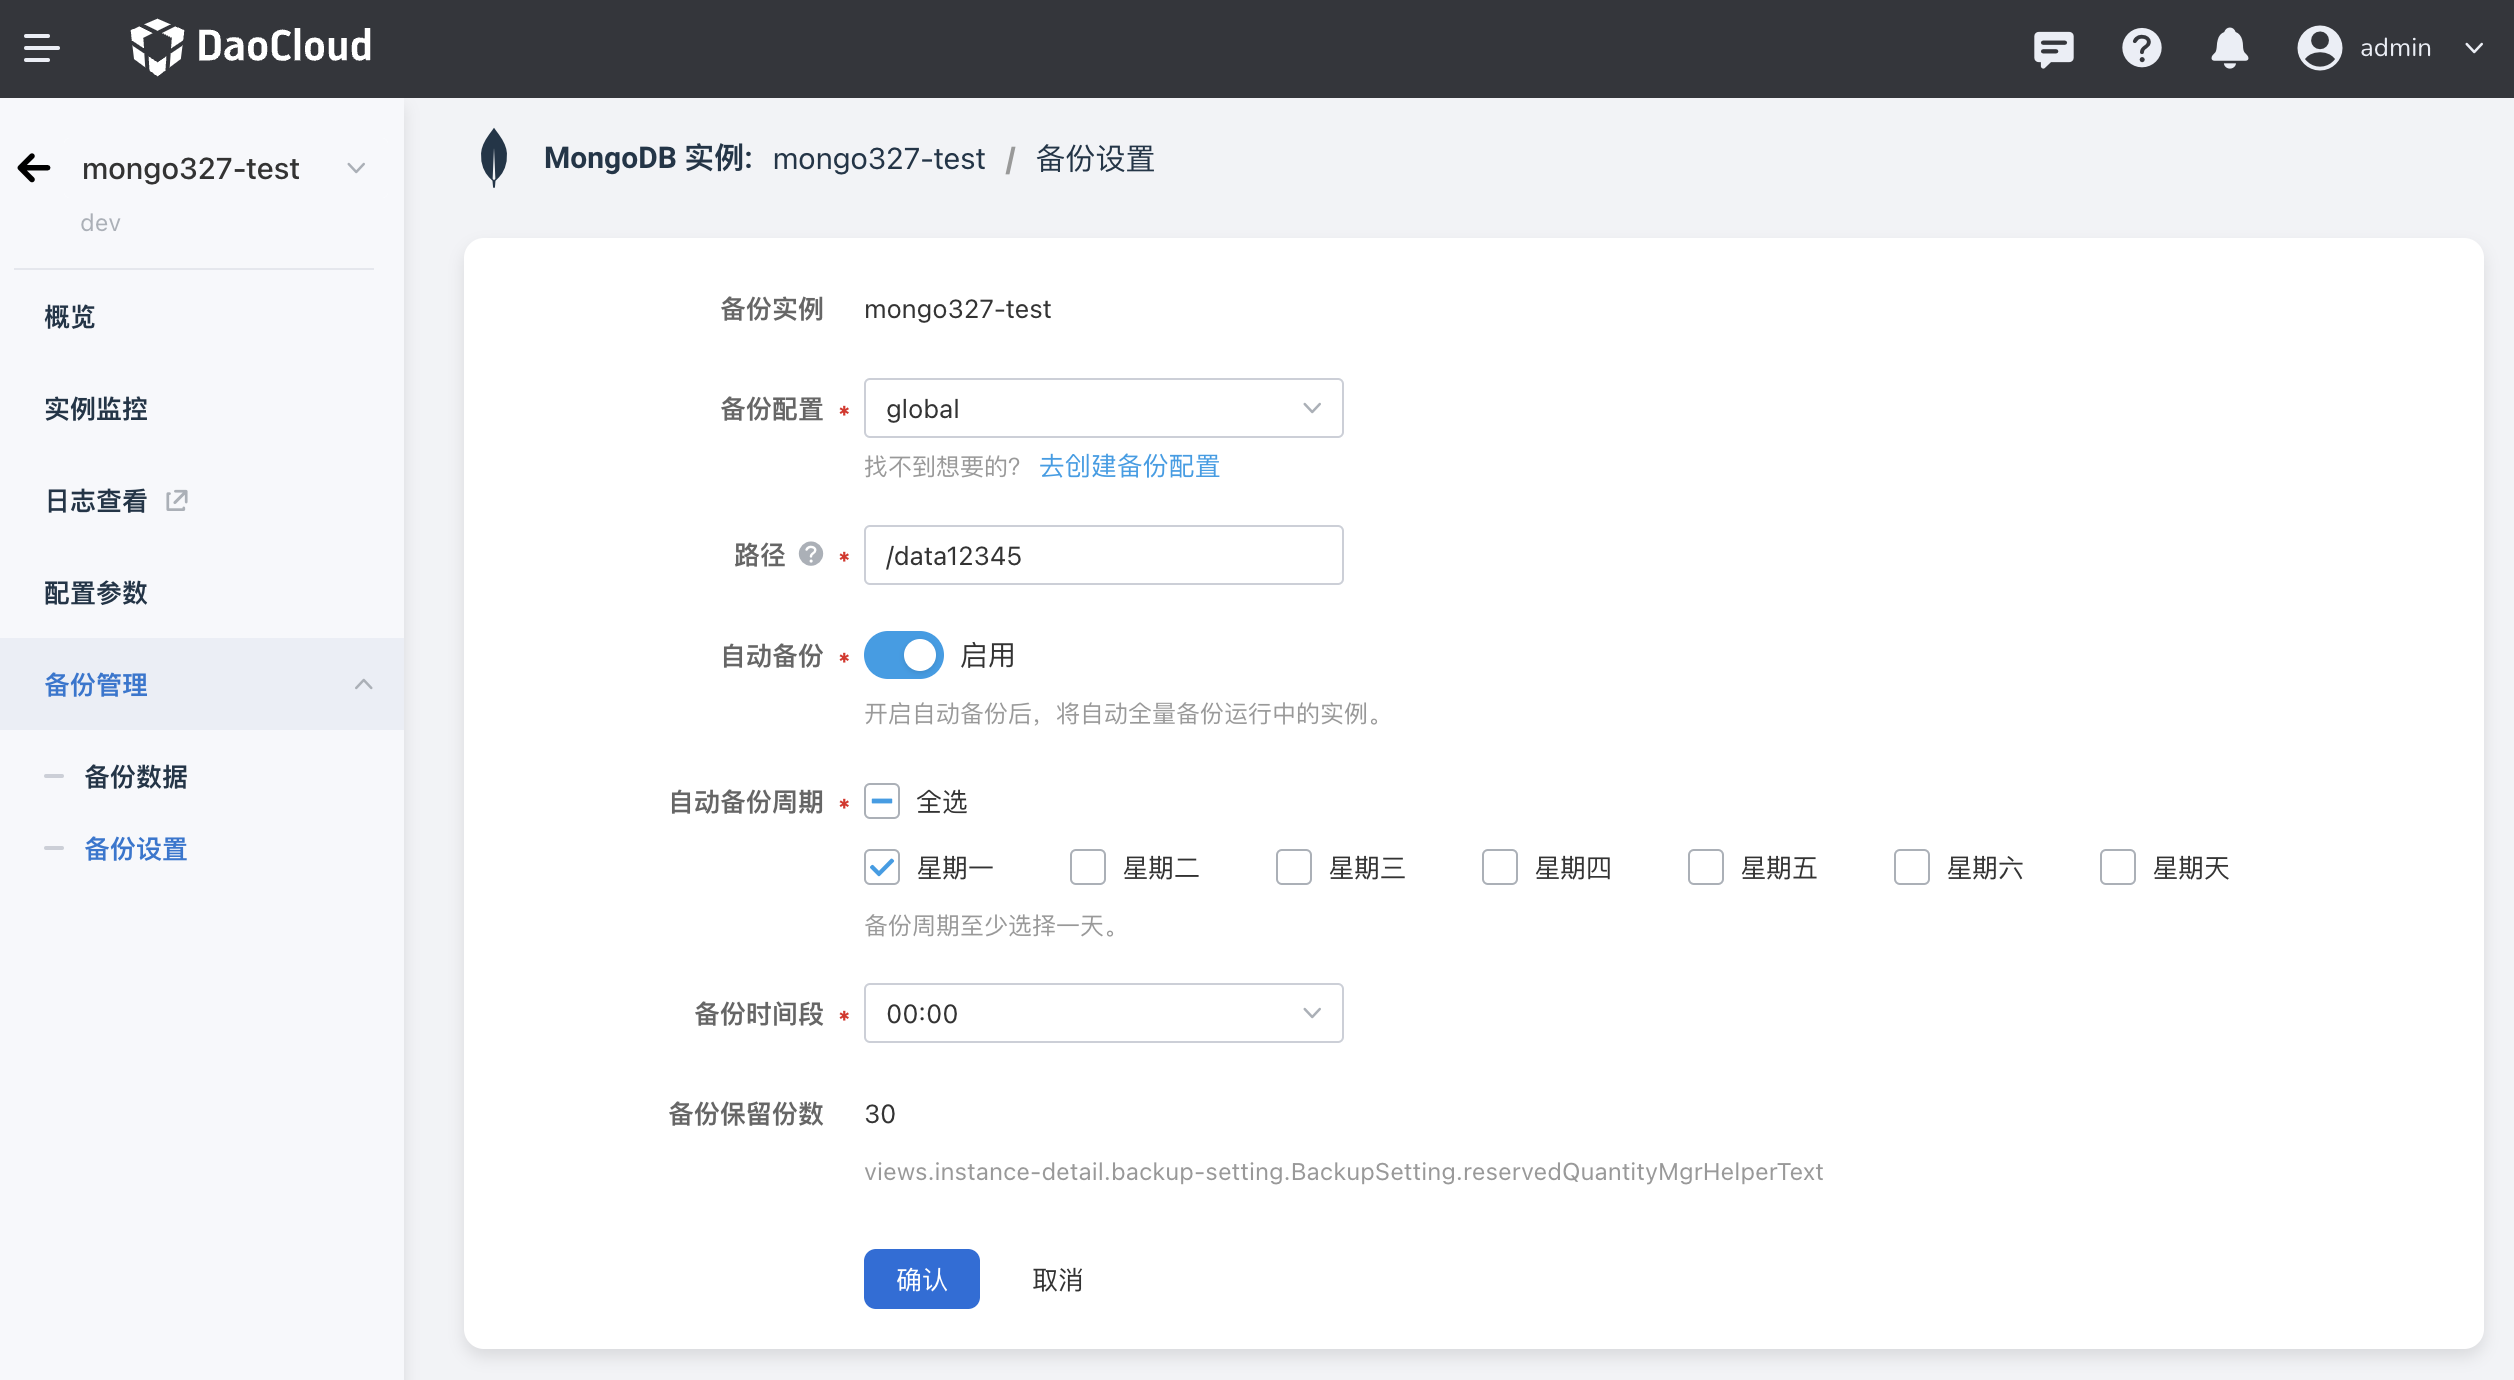 DaoCloud
admin
mongo327-test
dev
概览
实例监控
日志查看
配置参数
备份管理
备份数据
备份设置
MongoDB 实例: mongo327-test / 备份设置
备份实例 mongo327-test
备份配置 * global
找不到想要的? 去创建备份配置
路径 * /data12345
自动备份 * 启用
开启自动备份后，将自动全量备份运行中的实例。
自动备份周期 * 全选
星期一 星期二 星期三 星期四 星期五 星期六 星期天
备份周期至少选择一天。
备份时间段 * 00:00
备份保留份数 30
views.instance-detail.backup-setting.BackupSetting.reservedQuantityMgrHelperText
确认 取消